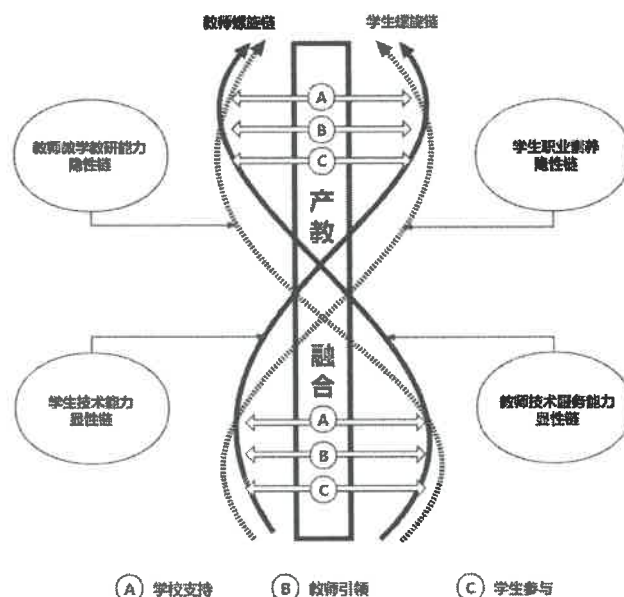 教师螺旋链 学生螺旋链
A
B
C
教师教学教研能力
隐性链
学生职业素养
隐性链
产
教
融
合
学生技术能力
显性链
教师技术服务能力
显性链
A
B
C
A 学校支持 B 教师引领 C 学生参与